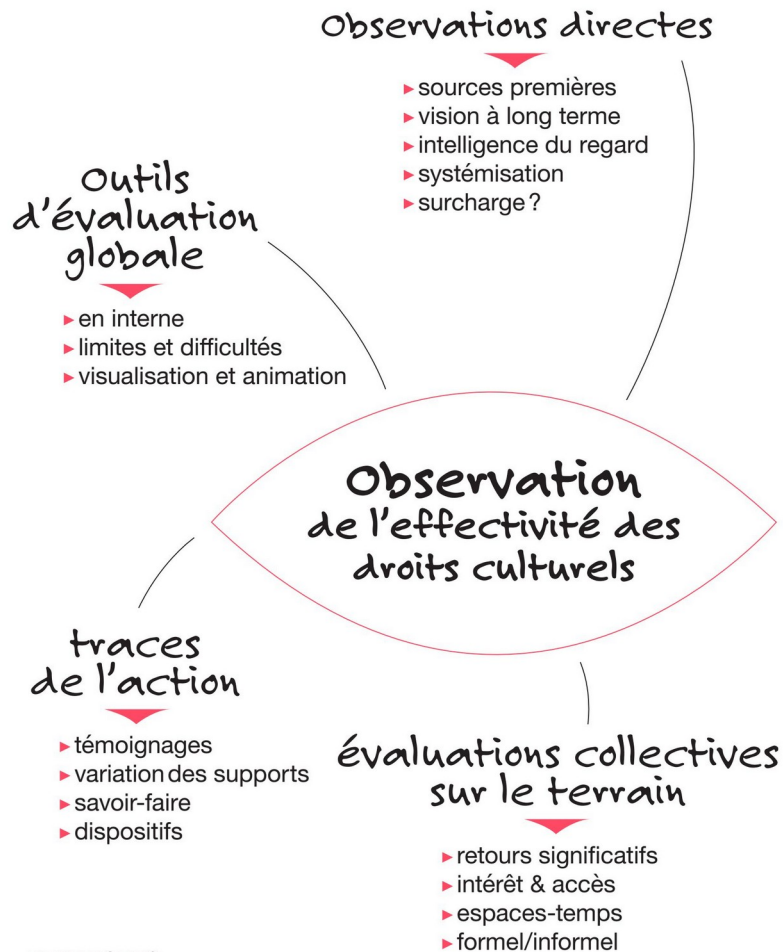 Observations directes
sources premières
vision à long terme
intelligence du regard
systémisation
surcharge ?
Outils
d'évaluation
globale
en interne
limites et difficultés
visualisation et animation
Observation
de l'effectivité des
droits culturels
traces
de l'action
témoignages
variation des supports
savoir-faire
dispositifs
évaluations collectives
sur le terrain
retours significatifs
intérêt & accès
espaces-temps
formel/informel